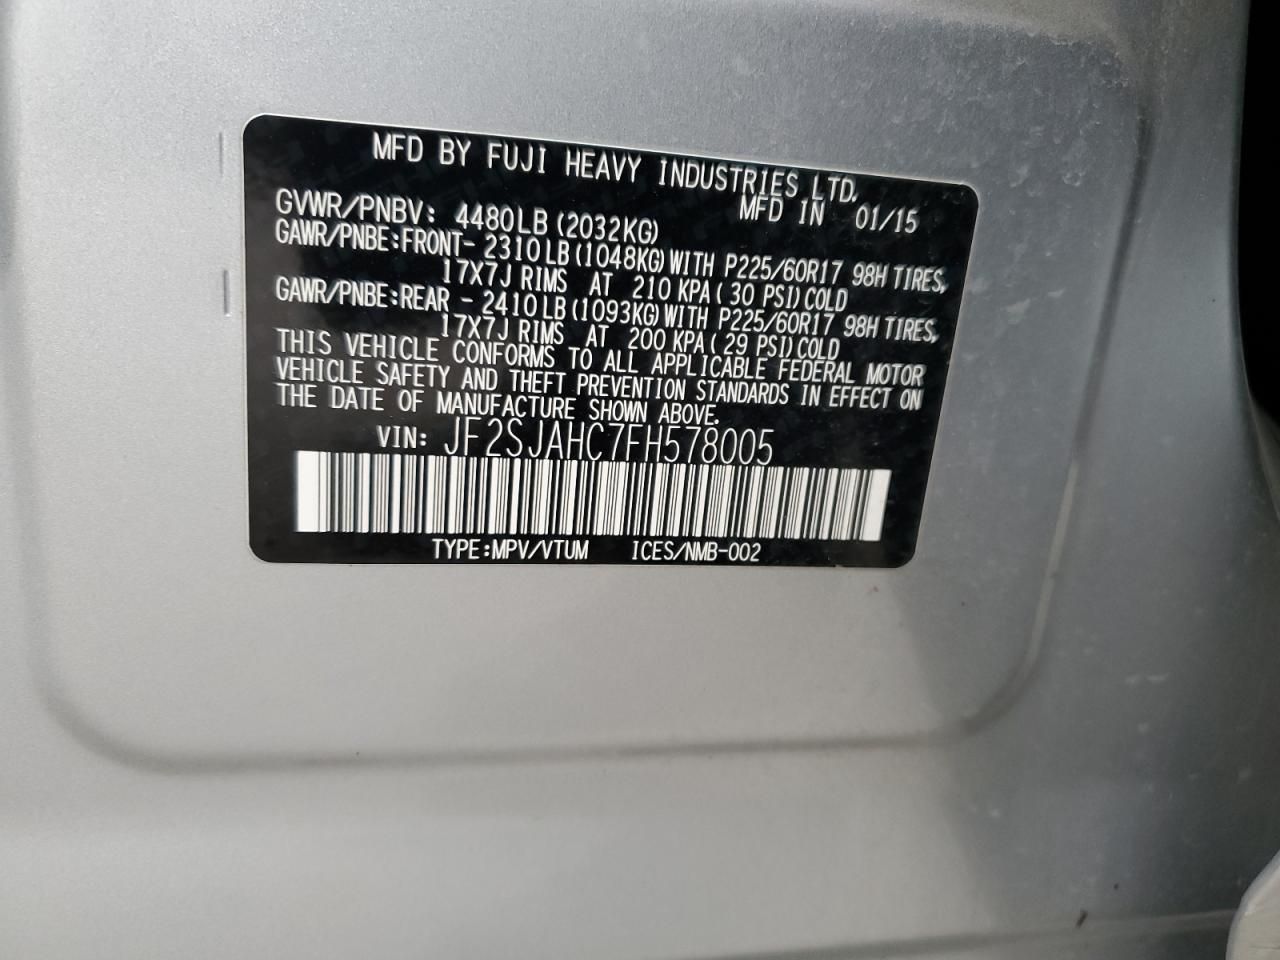 MFD BY FUJI HEAVY INDUSTRIES LTD.
MFD IN 01/15
GVWR/PNBV: 4480LB (2032KG)
GAWR/PNBE:FRONT- 2310LB (1048KG) WITH P225/60R17 98H TIRES,
17X7J RIMS AT 210 KPA ( 30 PSI) COLD
GAWR/PNBE:REAR - 2410LB (1093KG) WITH P225/60R17 98H TIRES,
17X7J RIMS AT 200 KPA ( 29 PSI) COLD
THIS VEHICLE CONFORMS TO ALL APPLICABLE FEDERAL MOTOR
VEHICLE SAFETY AND THEFT PREVENTION STANDARDS IN EFFECT ON
THE DATE OF MANUFACTURE SHOWN ABOVE.
VIN: JF2SJAHC7FH578005
TYPE:MPV/VTUM ICES/NMB-002